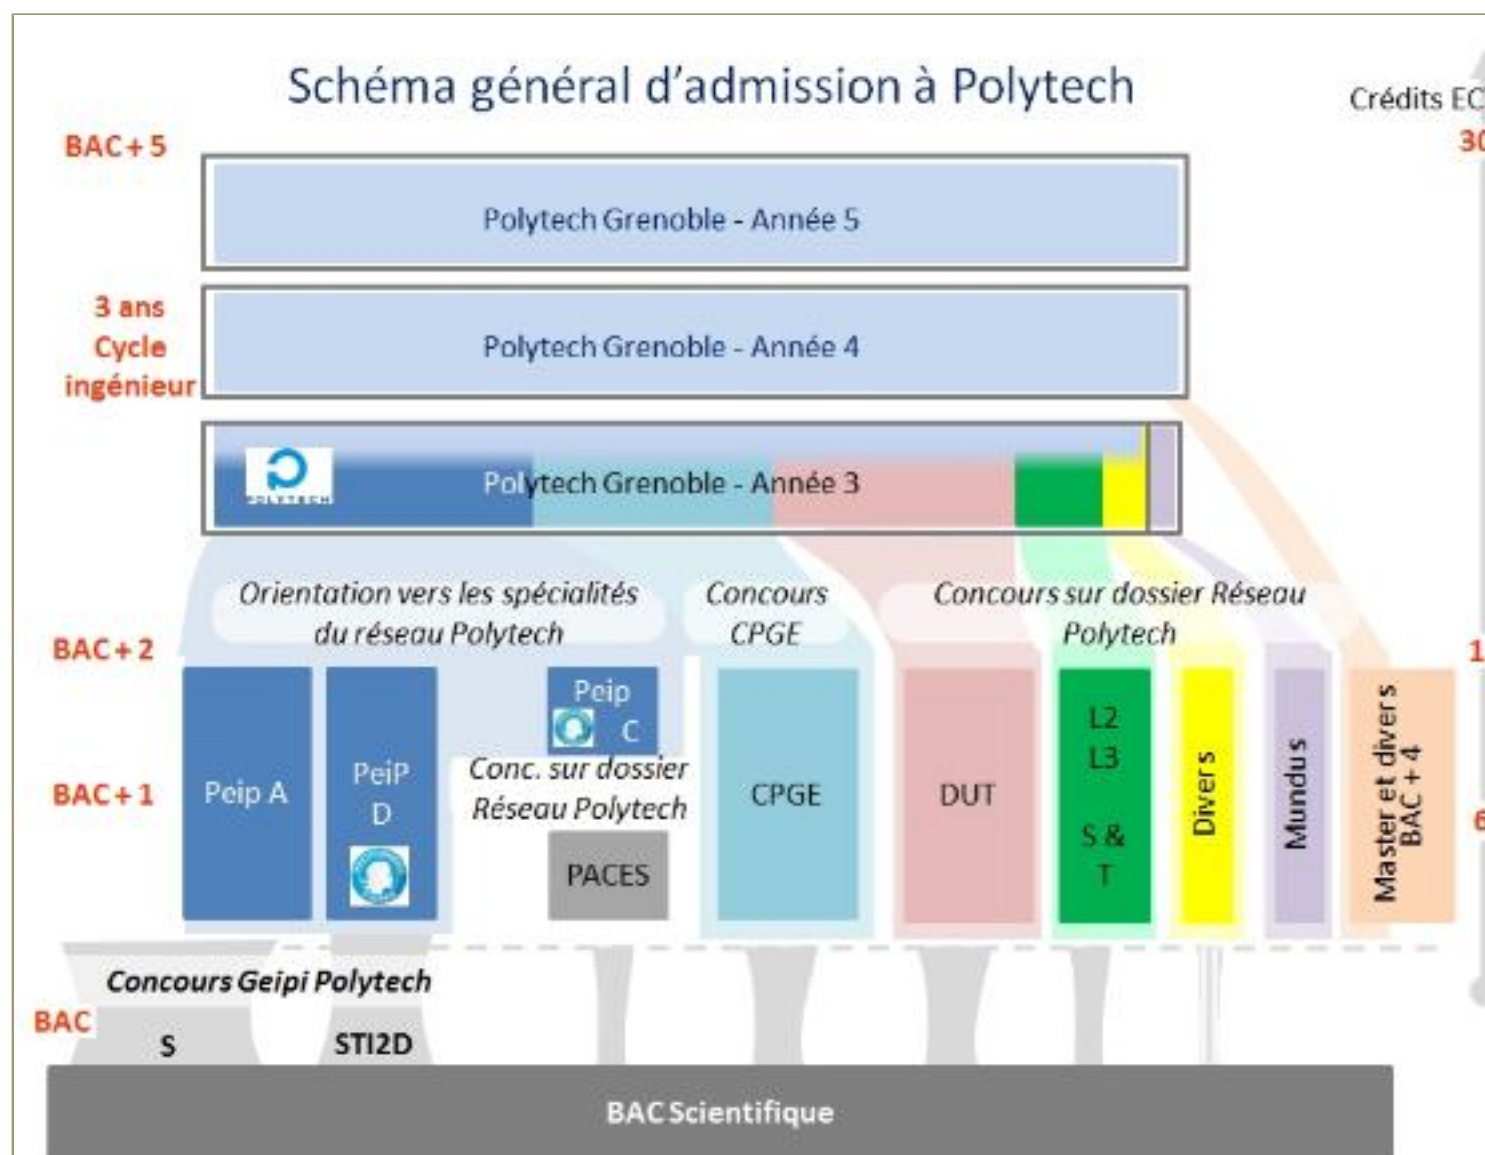 Schéma général d'admission à Polytech
Crédits EC
BAC + 5
30
Polytech Grenoble - Année 5
3 ans
Cycle
ingénieur
Polytech Grenoble - Année 4
POLYTECH
Polytech Grenoble - Année 3
Orientation vers les spécialités
du réseau Polytech
Concours
CPGE
Concours sur dossier Réseau
Polytech
BAC + 2
1
Peip
C
Peip A
PeiP
D
Conc. sur dossier
Réseau Polytech
PACES
BAC + 1
CPGE
DUT
L2
L3
S &
T
Divers
Mundus
Master et divers
BAC + 4
6
Concours Geipi Polytech
BAC
S
STI2D
BAC Scientifique